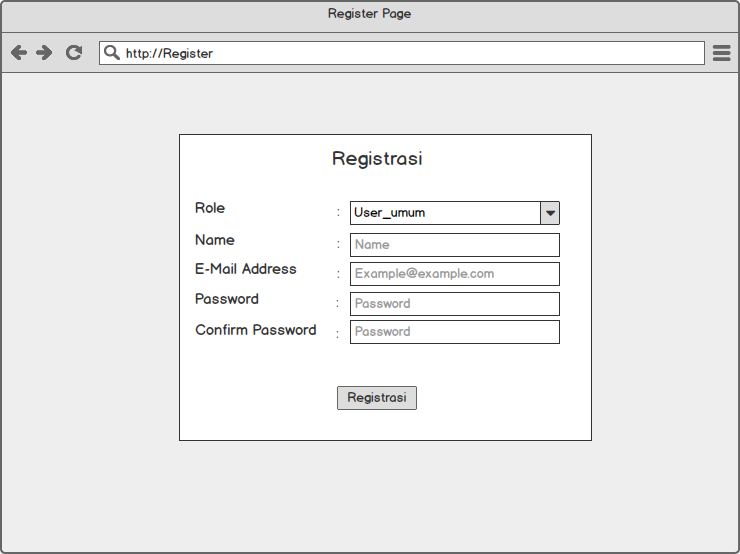 Register Page
http://Register
Registrasi
Role : User_umum
Name : Name
E-Mail Address : Example@example.com
Password : Password
Confirm Password : Password
Registrasi